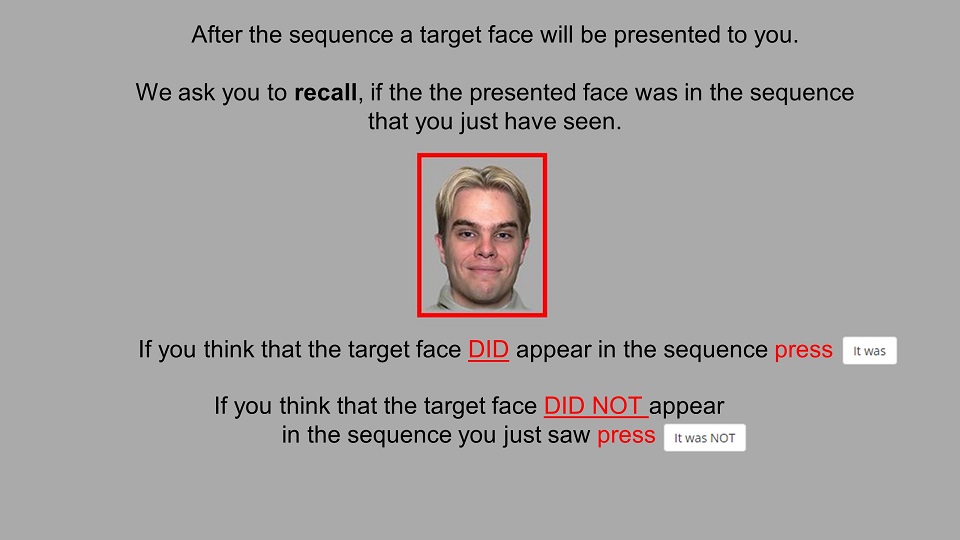 After the sequence a target face will be presented to you.
We ask you to recall, if the the presented face was in the sequence
that you just have seen.
If you think that the target face DID appear in the sequence press It was
If you think that the target face DID NOT appear
in the sequence you just saw press It was NOT